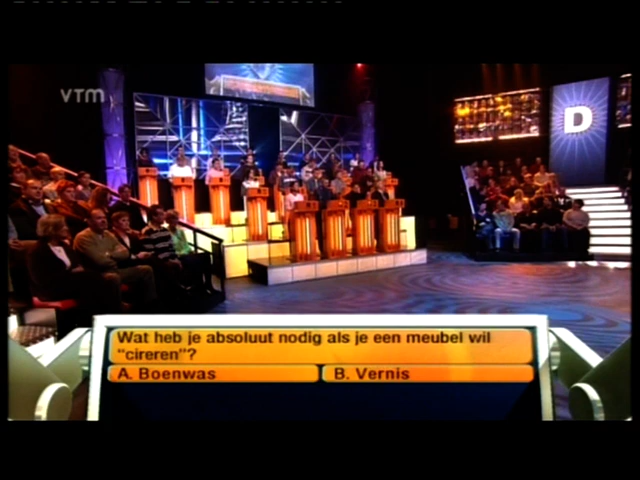 VTM
D
Wat heb je absoluut nodig als je een meubel wil
“cireren”?
A. Boenwas
B. Vernis